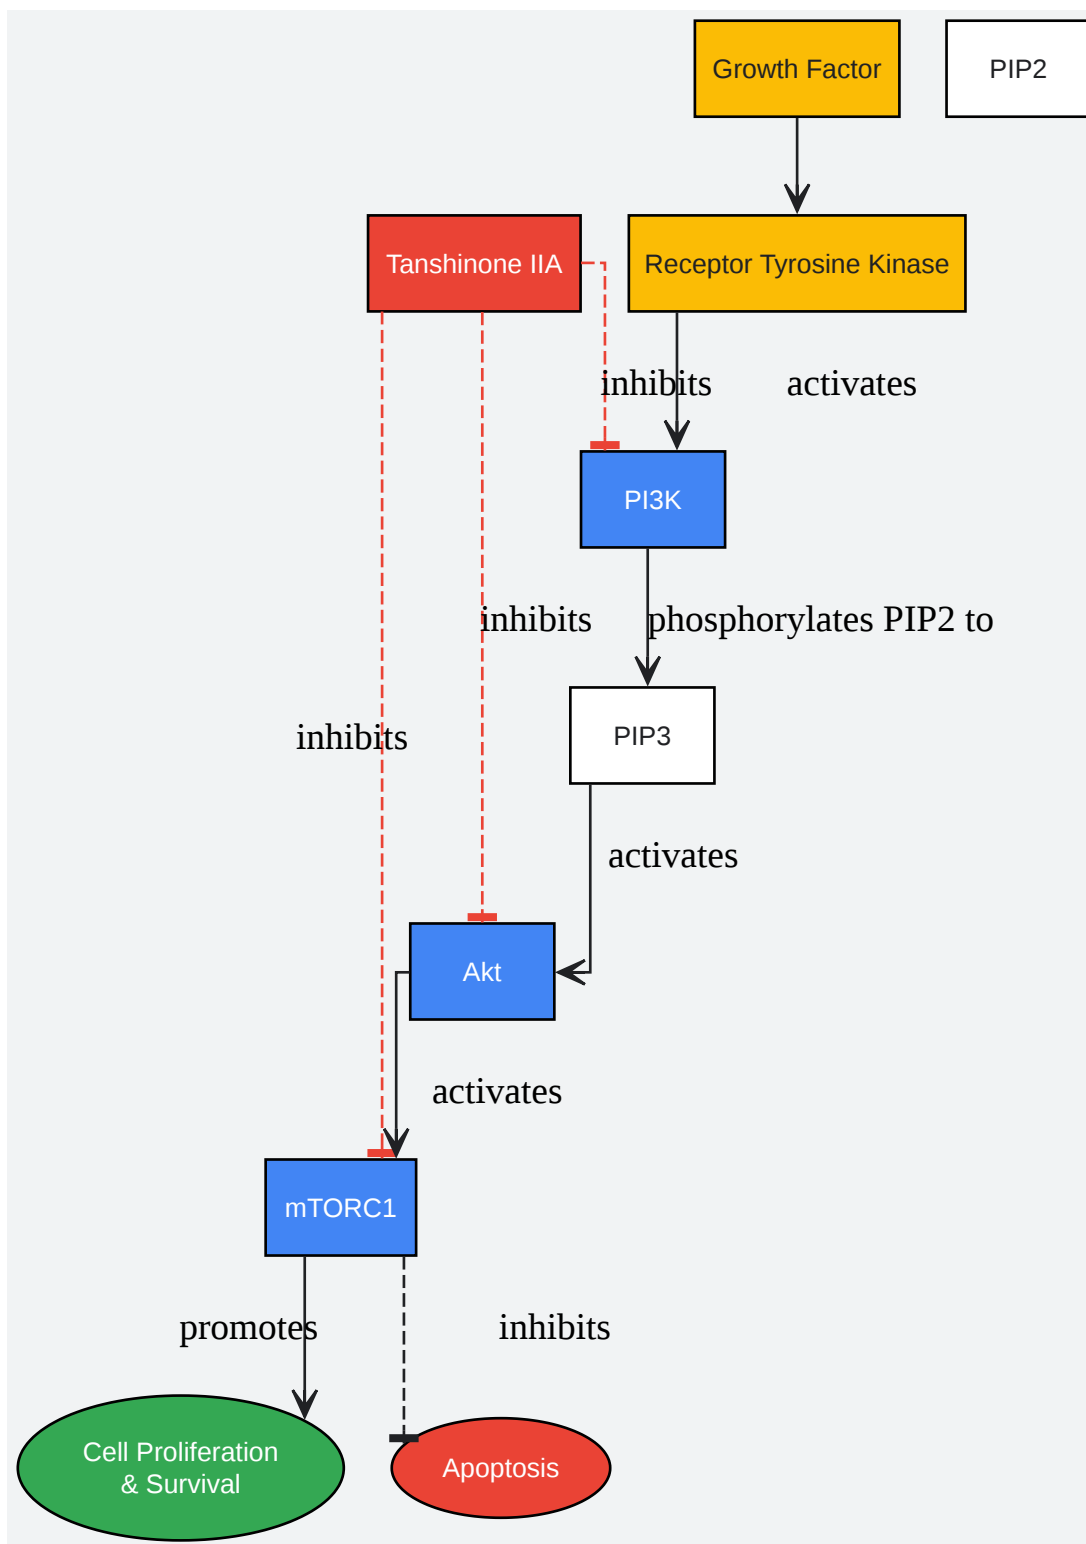 Growth Factor
PIP2
Tanshinone IIA
Receptor Tyrosine Kinase
inhibits
activates
PI3K
inhibits
phosphorylates PIP2 to
inhibits
PIP3
activates
Akt
activates
mTORC1
promotes
inhibits
Cell Proliferation
& Survival
Apoptosis